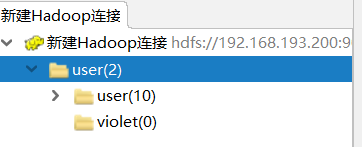 新建Hadoop连接
新建Hadoop连接 hdfs://192.168.193.200:9
user(2)
user(10)
violet(0)